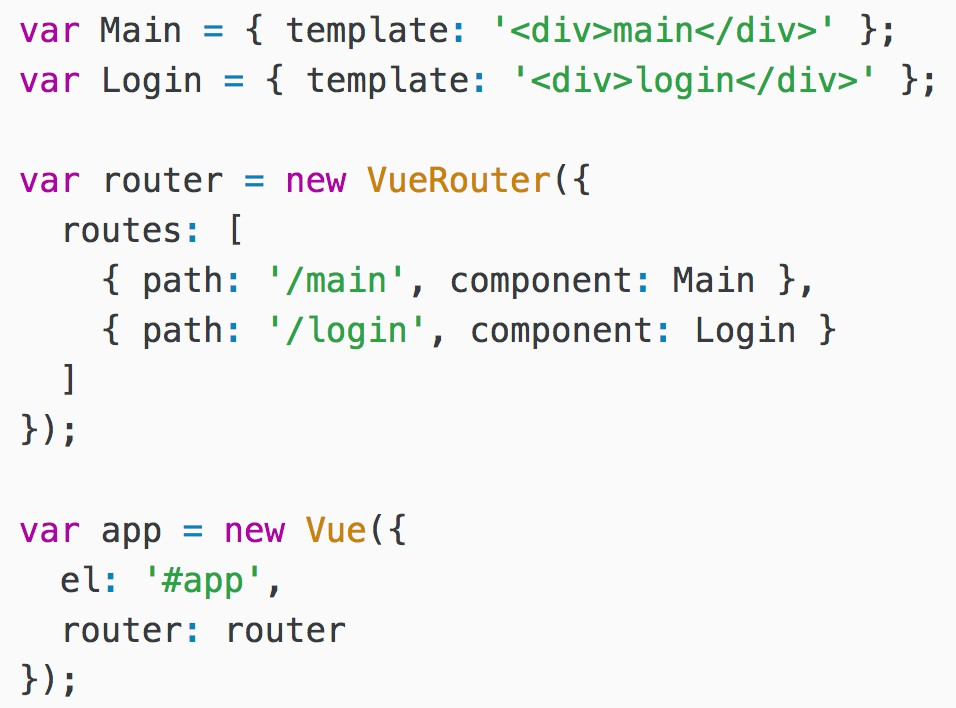 var Main = { template: '<div>main</div>' };
var Login = { template: '<div>login</div>' };
var router = new VueRouter({
  routes: [
    { path: '/main', component: Main },
    { path: '/login', component: Login }
  ]
});
var app = new Vue({
  el: '#app',
  router: router
});